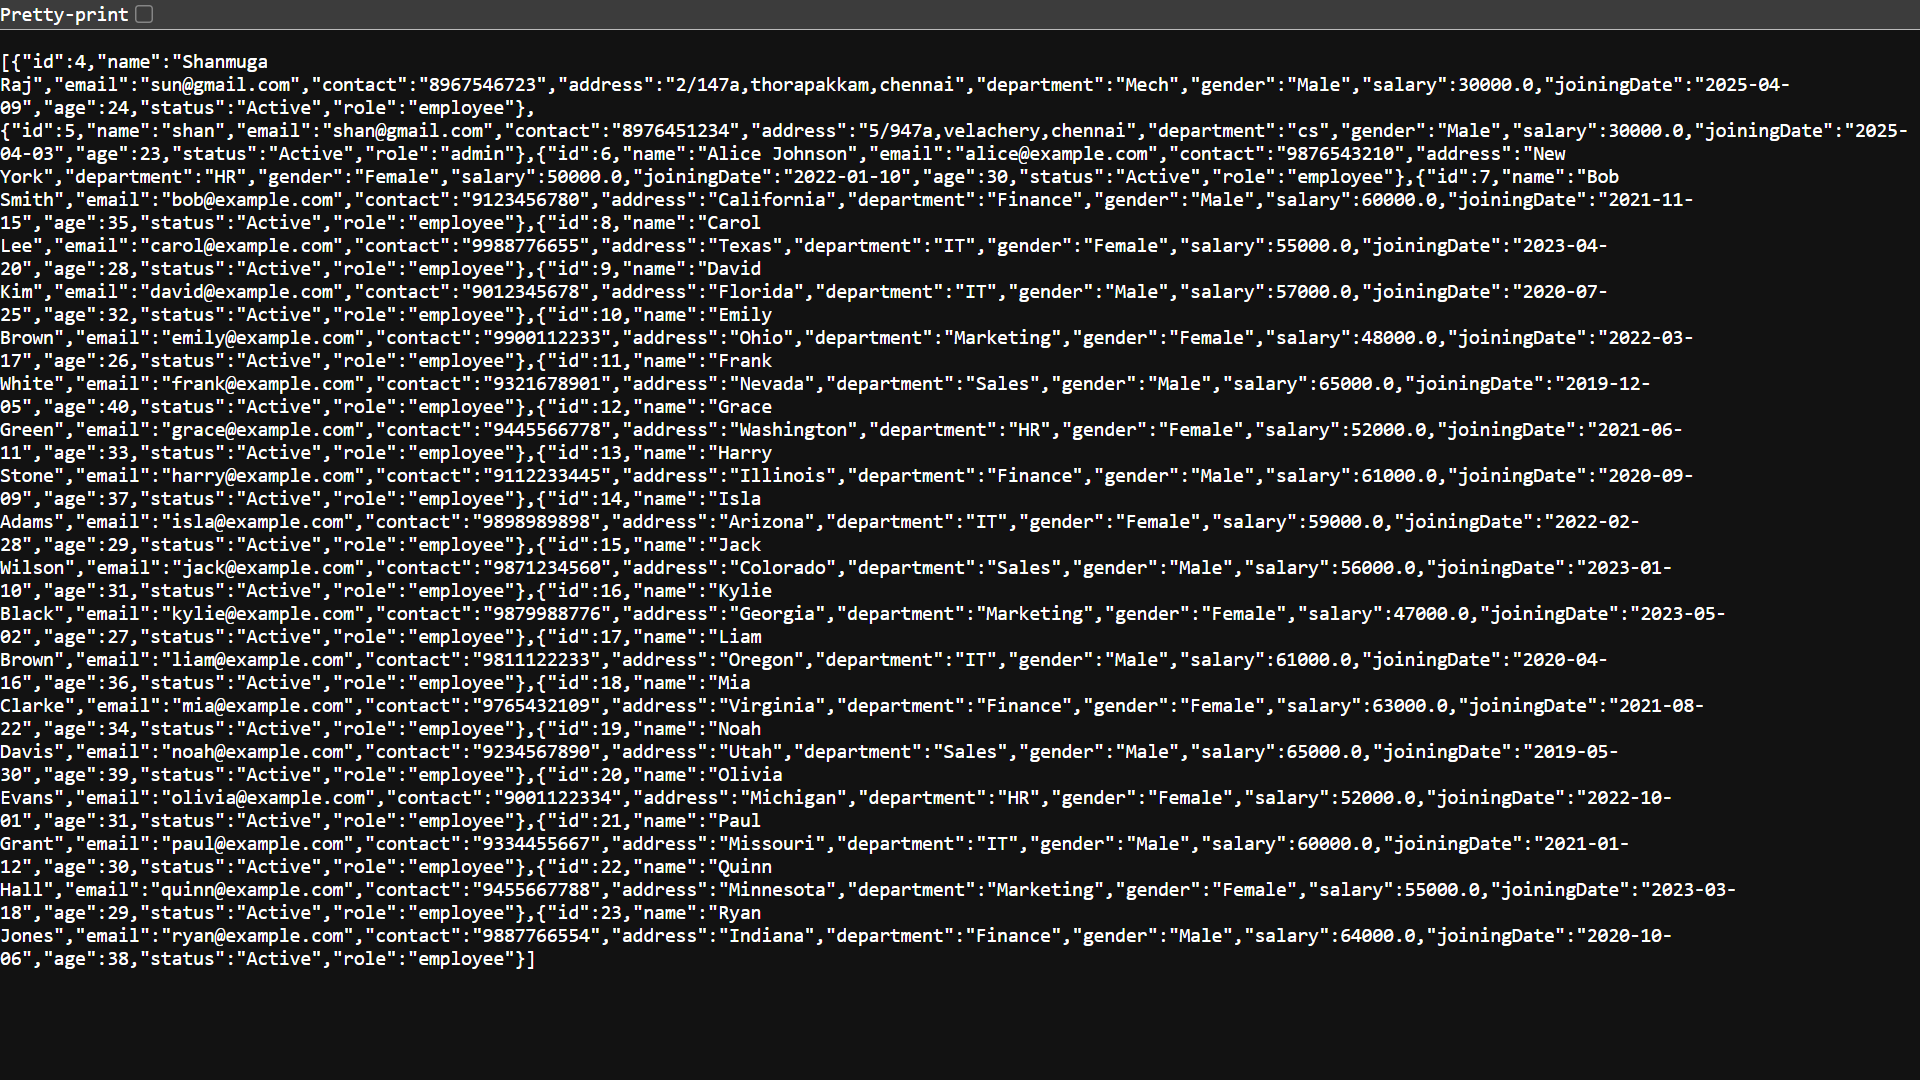 Pretty-print
[{"id":4,"name":"Shanmuga
Raj","email":"sun@gmail.com","contact":"8967546723","address":"2/147a,thorapakkam,chennai","department":"Mech","gender":"Male","salary":30000.0,"joiningDate":"2025-04-
09","age":24,"status":"Active","role":"employee"},
{"id":5,"name":"shan","email":"shan@gmail.com","contact":"8976451234","address":"5/947a,velachery,chennai","department":"cs","gender":"Male","salary":30000.0,"joiningDate":"2025-
04-03","age":23,"status":"Active","role":"admin"},{"id":6,"name":"Alice Johnson","email":"alice@example.com","contact":"9876543210","address":"New
York","department":"HR","gender":"Female","salary":50000.0,"joiningDate":"2022-01-10","age":30,"status":"Active","role":"employee"},{"id":7,"name":"Bob
Smith","email":"bob@example.com","contact":"9123456780","address":"California","department":"Finance","gender":"Male","salary":60000.0,"joiningDate":"2021-11-
15","age":35,"status":"Active","role":"employee"},{"id":8,"name":"Carol
Lee","email":"carol@example.com","contact":"9988776655","address":"Texas","department":"IT","gender":"Female","salary":55000.0,"joiningDate":"2023-04-
20","age":28,"status":"Active","role":"employee"},{"id":9,"name":"David
Kim","email":"david@example.com","contact":"9012345678","address":"Florida","department":"IT","gender":"Male","salary":57000.0,"joiningDate":"2020-07-
25","age":32,"status":"Active","role":"employee"},{"id":10,"name":"Emily
Brown","email":"emily@example.com","contact":"9900112233","address":"Ohio","department":"Marketing","gender":"Female","salary":48000.0,"joiningDate":"2022-03-
17","age":26,"status":"Active","role":"employee"},{"id":11,"name":"Frank
White","email":"frank@example.com","contact":"9321678901","address":"Nevada","department":"Sales","gender":"Male","salary":65000.0,"joiningDate":"2019-12-
05","age":40,"status":"Active","role":"employee"},{"id":12,"name":"Grace
Green","email":"grace@example.com","contact":"9445566778","address":"Washington","department":"HR","gender":"Female","salary":52000.0,"joiningDate":"2021-06-
11","age":33,"status":"Active","role":"employee"},{"id":13,"name":"Harry
Stone","email":"harry@example.com","contact":"9112233445","address":"Illinois","department":"Finance","gender":"Male","salary":61000.0,"joiningDate":"2020-09-
09","age":37,"status":"Active","role":"employee"},{"id":14,"name":"Isla
Adams","email":"isla@example.com","contact":"9898989898","address":"Arizona","department":"IT","gender":"Female","salary":59000.0,"joiningDate":"2022-02-
28","age":29,"status":"Active","role":"employee"},{"id":15,"name":"Jack
Wilson","email":"jack@example.com","contact":"9871234560","address":"Colorado","department":"Sales","gender":"Male","salary":56000.0,"joiningDate":"2023-01-
10","age":31,"status":"Active","role":"employee"},{"id":16,"name":"Kylie
Black","email":"kylie@example.com","contact":"9879988776","address":"Georgia","department":"Marketing","gender":"Female","salary":47000.0,"joiningDate":"2023-05-
02","age":27,"status":"Active","role":"employee"},{"id":17,"name":"Liam
Brown","email":"liam@example.com","contact":"9811122233","address":"Oregon","department":"IT","gender":"Male","salary":61000.0,"joiningDate":"2020-04-
16","age":36,"status":"Active","role":"employee"},{"id":18,"name":"Mia
Clarke","email":"mia@example.com","contact":"9765432109","address":"Virginia","department":"Finance","gender":"Female","salary":63000.0,"joiningDate":"2021-08-
22","age":34,"status":"Active","role":"employee"},{"id":19,"name":"Noah
Davis","email":"noah@example.com","contact":"9234567890","address":"Utah","department":"Sales","gender":"Male","salary":65000.0,"joiningDate":"2019-05-
30","age":39,"status":"Active","role":"employee"},{"id":20,"name":"Olivia
Evans","email":"olivia@example.com","contact":"9001122334","address":"Michigan","department":"HR","gender":"Female","salary":52000.0,"joiningDate":"2022-10-
01","age":31,"status":"Active","role":"employee"},{"id":21,"name":"Paul
Grant","email":"paul@example.com","contact":"9334455667","address":"Missouri","department":"IT","gender":"Male","salary":60000.0,"joiningDate":"2021-01-
12","age":30,"status":"Active","role":"employee"},{"id":22,"name":"Quinn
Hall","email":"quinn@example.com","contact":"9455667788","address":"Minnesota","department":"Marketing","gender":"Female","salary":55000.0,"joiningDate":"2023-03-
18","age":29,"status":"Active","role":"employee"},{"id":23,"name":"Ryan
Jones","email":"ryan@example.com","contact":"9887766554","address":"Indiana","department":"Finance","gender":"Male","salary":64000.0,"joiningDate":"2020-10-
06","age":38,"status":"Active","role":"employee"}]